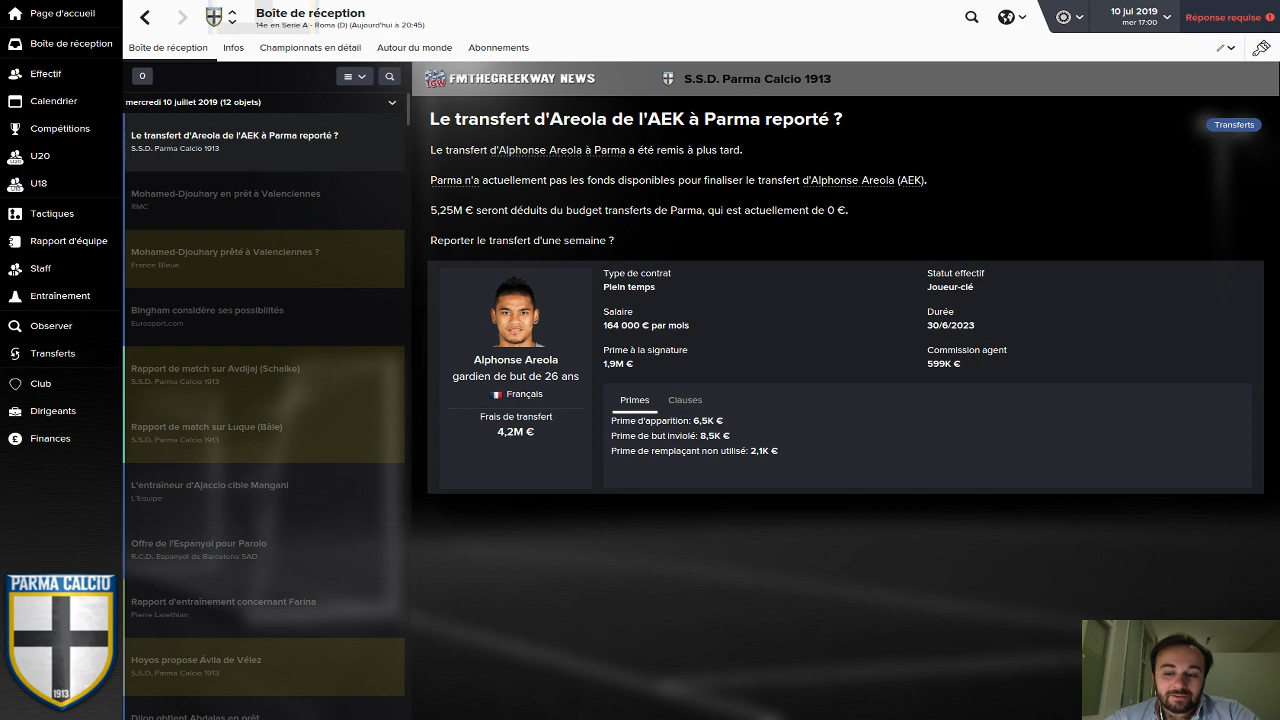 Page d'accueil
Boîte de réception
Effectif
Calendrier
Compétitions
U20
U18
Tactiques
Rapport d'équipe
Staff
Entraînement
Observer
Transferts
Club
Dirigeants
Finances
PARMA CALCIO
1913
Boîte de réception
14e en Serie A - Roma (D) (Aujourd'hui à 20:45)
10 jul 2019
mer 17:00
Réponse requise
Boîte de réception Infos Championnats en détail Autour du monde Abonnements
0
mercredi 10 juillet 2019 (12 objets)
Le transfert d'Areola de l'AEK à Parma reporté ?
S.S.D. Parma Calcio 1913
Mohamed-Djouhary en prêt à Valenciennes
RMC
Mohamed-Djouhary prêté à Valenciennes ?
France Bleue
Bingham considère ses possibilités
Eurosport.com
Rapport de match sur Avdijaj (Schalke)
S.S.D. Parma Calcio 1913
Rapport de match sur Luque (Bâle)
S.S.D. Parma Calcio 1913
L'entraîneur d'Ajaccio cible Mangani
L'Equipe
Offre de l'Espanyol pour Parolo
R.C.D. Espanyol de Barcelona SAD
Rapport d'entraînement concernant Farina
Pierre Larethian
Hoyos propose Ávila de Vélez
S.S.D. Parma Calcio 1913
Dijon obtient Abdalas en prêt
FMTHEGREEKWAY NEWS
S.S.D. Parma Calcio 1913
Le transfert d'Areola de l'AEK à Parma reporté ?
Transferts
Le transfert d'Alphonse Areola à Parma a été remis à plus tard.
Parma n'a actuellement pas les fonds disponibles pour finaliser le transfert d'Alphonse Areola (AEK).
5,25M € seront déduits du budget transferts de Parma, qui est actuellement de 0 €.
Reporter le transfert d'une semaine ?
Alphonse Areola
gardien de but de 26 ans
Français
Frais de transfert
4,2M €
Type de contrat
Plein temps
Statut effectif
Joueur-clé
Salaire
164 000 € par mois
Durée
30/6/2023
Prime à la signature
1,9M €
Commission agent
599K €
Primes Clauses
Prime d'apparition: 6,5K €
Prime de but inviolé: 8,5K €
Prime de remplaçant non utilisé: 2,1K €